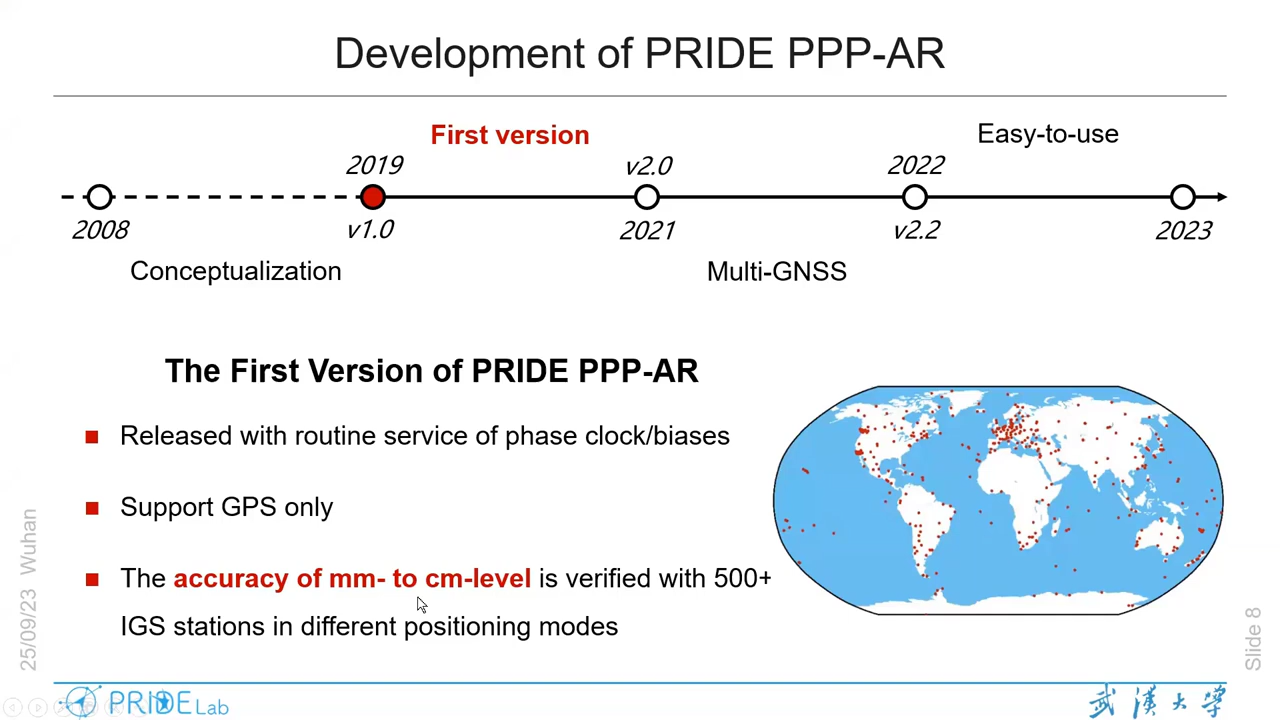 Development of PRIDE PPP-AR
First version
Easy-to-use
2019
v2.0
2022
2008
v1.0
2021
v2.2
2023
Conceptualization
Multi-GNSS
The First Version of PRIDE PPP-AR
Released with routine service of phase clock/biases
Support GPS only
The accuracy of mm- to cm-level is verified with 500+
IGS stations in different positioning modes
25/09/23 Wuhan
Slide 8
PRIDE Lab
武漢大学